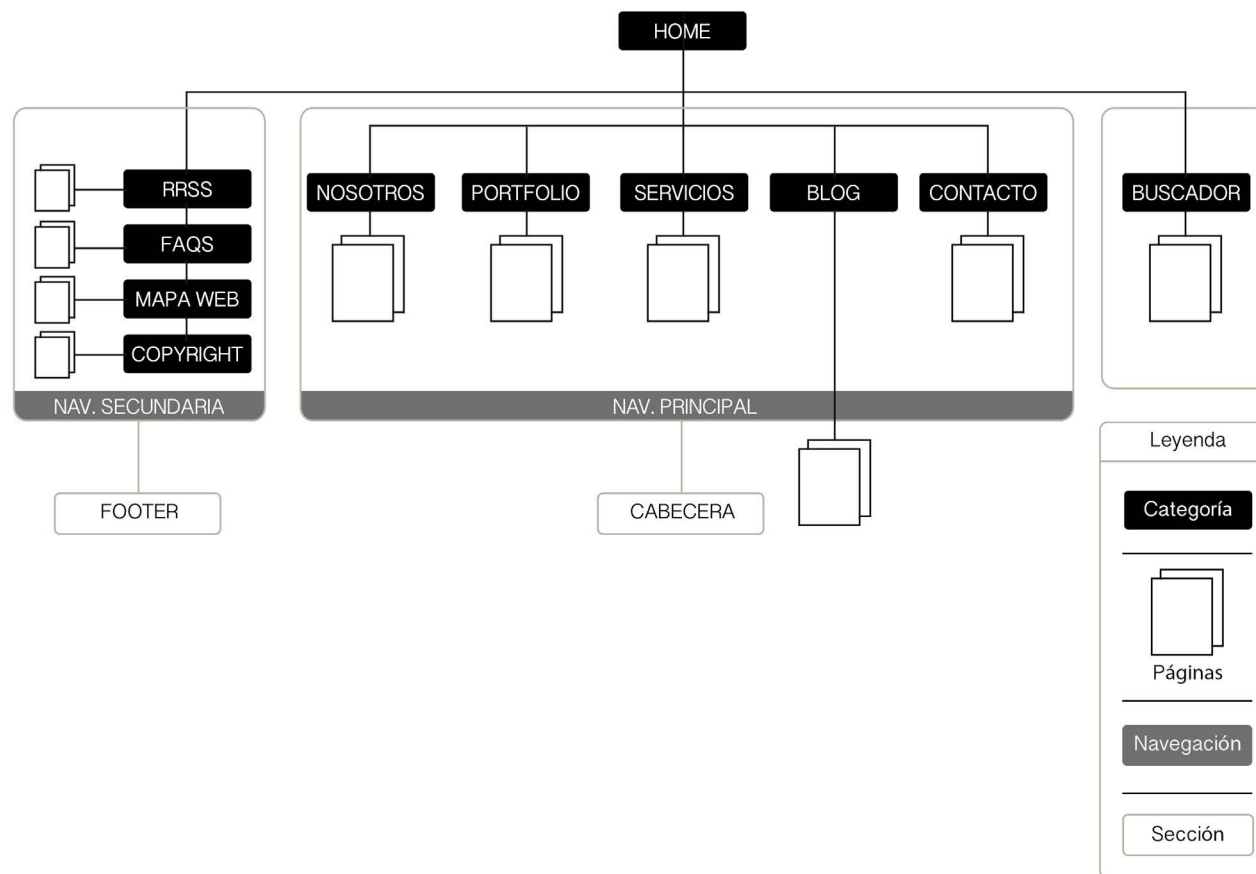 HOME
RRSS
FAQS
MAPA WEB
COPYRIGHT
NAV. SECUNDARIA
FOOTER
NOSOTROS
PORTFOLIO
SERVICIOS
BLOG
CONTACTO
NAV. PRINCIPAL
CABECERA
BUSCADOR
Leyenda
Categoría
Páginas
Navegación
Sección